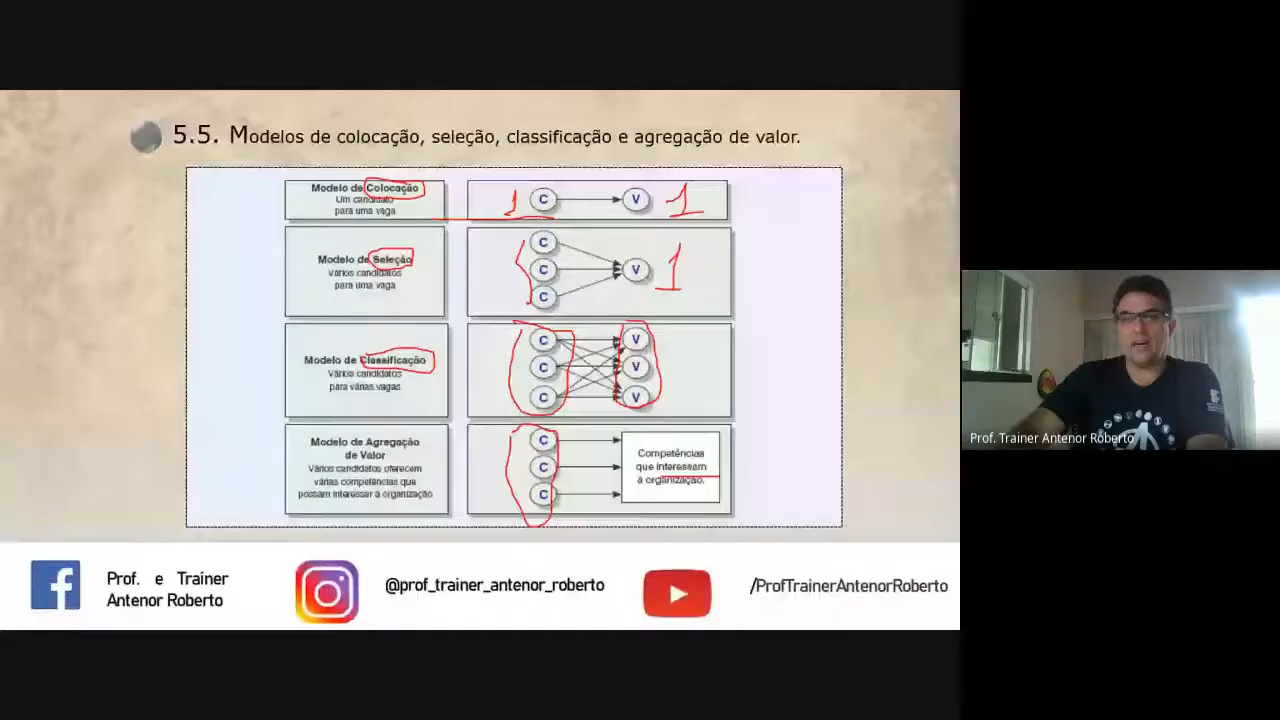 5.5. Modelos de colocação, seleção, classificação e agregação de valor.
Modelo de Colocação
Um candidato
para uma vaga
1 C V 1
Modelo de Seleção
Vários candidatos
para uma vaga
C
C V 1
C
Modelo de Classificação
Vários candidatos
para várias vagas
C V
C V
C V
Modelo de Agregação
de Valor
Vários candidatos oferecem
várias competências que
possam interessar à organização
C
C
C
Competências
que interessam
à organização.
Prof. Trainer Antenor Roberto
Prof. e Trainer
Antenor Roberto
@prof_trainer_antenor_roberto
/ProfTrainerAntenorRoberto